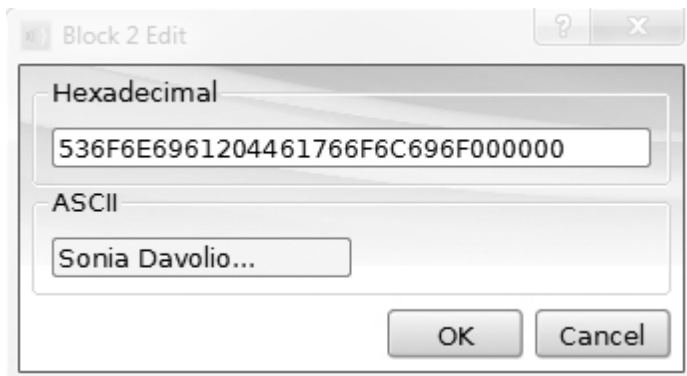 Block 2 Edit
Hexadecimal
536F6E6961204461766F6C696F000000
ASCII
Sonia Davolio...
OK Cancel